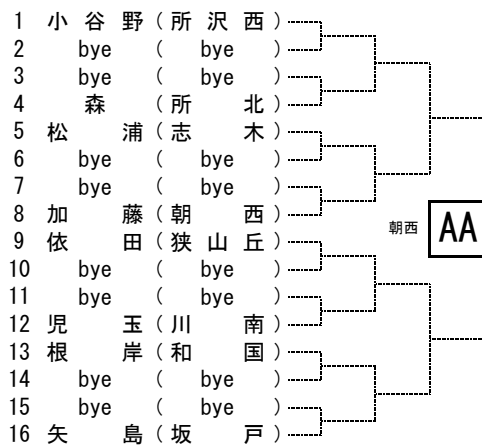 1 小谷野 (所沢西)
2 bye ( bye )
3 bye ( bye )
4 森 (所北)
5 松浦 (志木)
6 bye ( bye )
7 bye ( bye )
8 加藤 (朝西)
朝西 AA
9 依田 (狭山丘)
10 bye ( bye )
11 bye ( bye )
12 児玉 (川南)
13 根岸 (和国)
14 bye ( bye )
15 bye ( bye )
16 矢島 (坂戸)